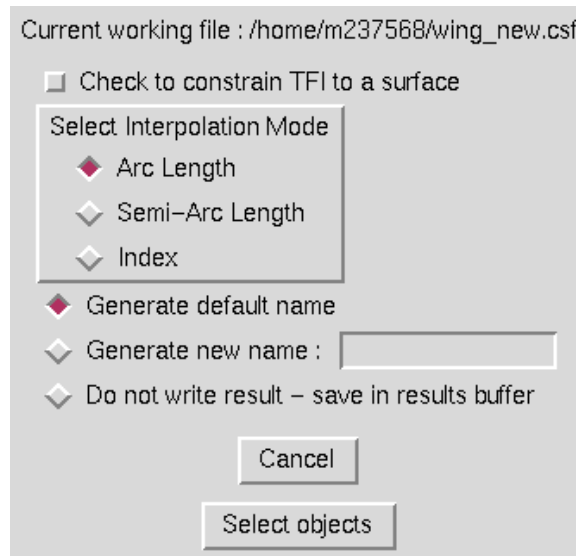 Current working file : /home/m237568/wing_new.csf
Check to constrain TFI to a surface
Select Interpolation Mode
Arc Length
Semi-Arc Length
Index
Generate default name
Generate new name :
Do not write result – save in results buffer
Cancel
Select objects